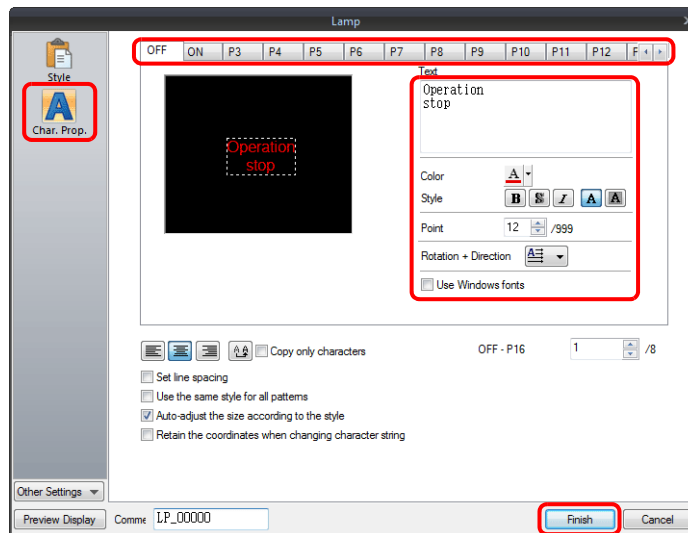 Lamp
Style
Char. Prop.
OFF ON P3 P4 P5 P6 P7 P8 P9 P10 P11 P12 F
Text
Operation
stop
Operation
stop
Color A
Style B S I A A
Point 12 /999
Rotation + Direction A
Use Windows fonts
Copy only characters
OFF - P16 1 /8
Set line spacing
Use the same style for all patterns
Auto-adjust the size according to the style
Retain the coordinates when changing character string
Other Settings
Preview Display Comme LP_00000 Finish Cancel